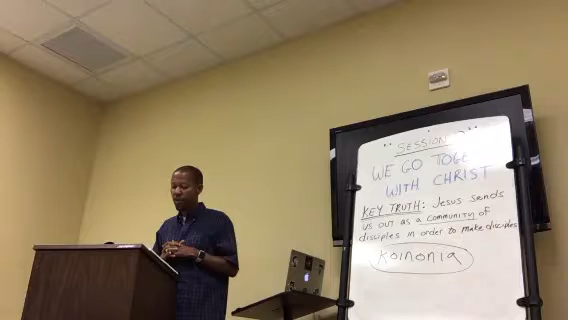 "SESSION
WE GO TOGE
WITH CHRIST
KEY TRUTH: Jesus sends
us out as a community of
disciples in order to make disciples
Koinonia